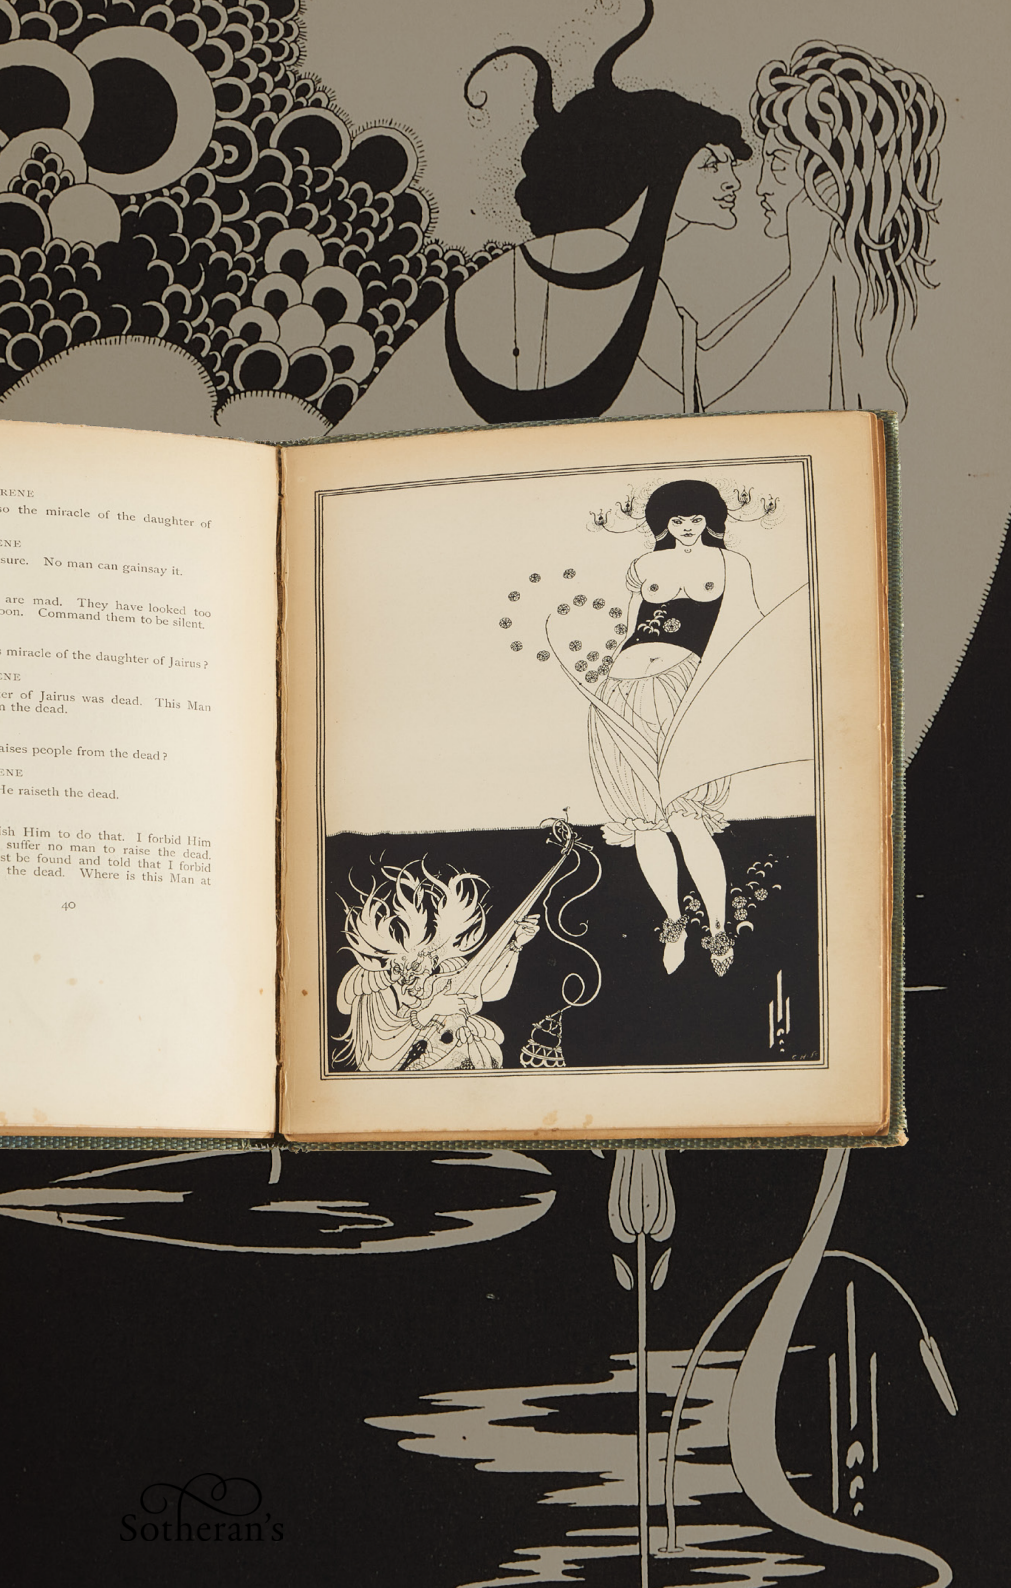 RENE
so the miracle of the daughter of
ENE
sure. No man can gainsay it.
are mad. They have looked too
oon. Command them to be silent.
s miracle of the daughter of Jairus?
ENE
er of Jairus was dead. This Man
m the dead.
aises people from the dead?
ENE
He raiseth the dead.
ish Him to do that. I forbid Him
suffer no man to raise the dead.
st be found and told that I forbid
the dead. Where is this Man at
40
Sotheran's